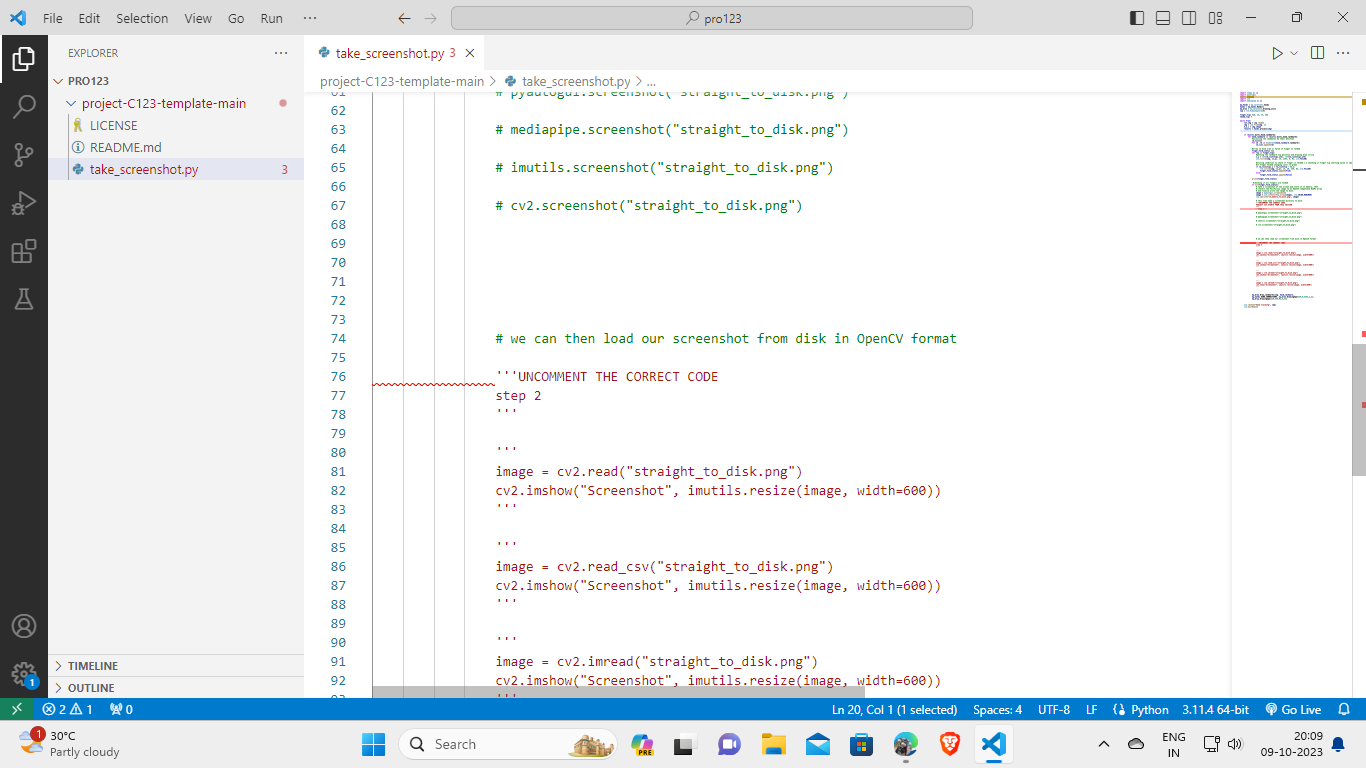 File Edit Selection View Go Run ··· ← → pro123
EXPLORER ···
PRO123
project-C123-template-main
LICENSE
README.md
take_screenshot.py 3
TIMELINE
OUTLINE
take_screenshot.py 3
project-C123-template-main > take_screenshot.py > ...
61 # pyautogui.screenshot("straight_to_disk.png")
62
63 # mediapipe.screenshot("straight_to_disk.png")
64
65 # imutils.screenshot("straight_to_disk.png")
66
67 # cv2.screenshot("straight_to_disk.png")
68
69
70
71
72
73
74 # we can then load our screenshot from disk in OpenCV format
75
76 '''UNCOMMENT THE CORRECT CODE
77 step 2
78 '''
79
80 '''
81 image = cv2.read("straight_to_disk.png")
82 cv2.imshow("Screenshot", imutils.resize(image, width=600))
83 '''
84
85 '''
86 image = cv2.read_csv("straight_to_disk.png")
87 cv2.imshow("Screenshot", imutils.resize(image, width=600))
88 '''
89
90 '''
91 image = cv2.imread("straight_to_disk.png")
92 cv2.imshow("Screenshot", imutils.resize(image, width=600))
93 '''
1
2 1 0 Ln 20, Col 1 (1 selected) Spaces: 4 UTF-8 LF Python 3.11.4 64-bit Go Live
1 30°C
Partly cloudy
Search
PRE
ENG
IN
20:09
09-10-2023